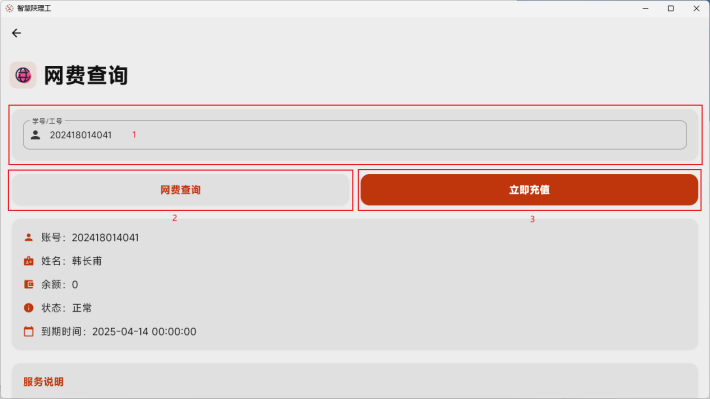 智慧陕理工
网费查询
学号/工号
202418014041
1
网费查询
立即充值
2
3
账号：202418014041
姓名：韩长甫
余额：0
状态：正常
到期时间：2025-04-14 00:00:00
服务说明